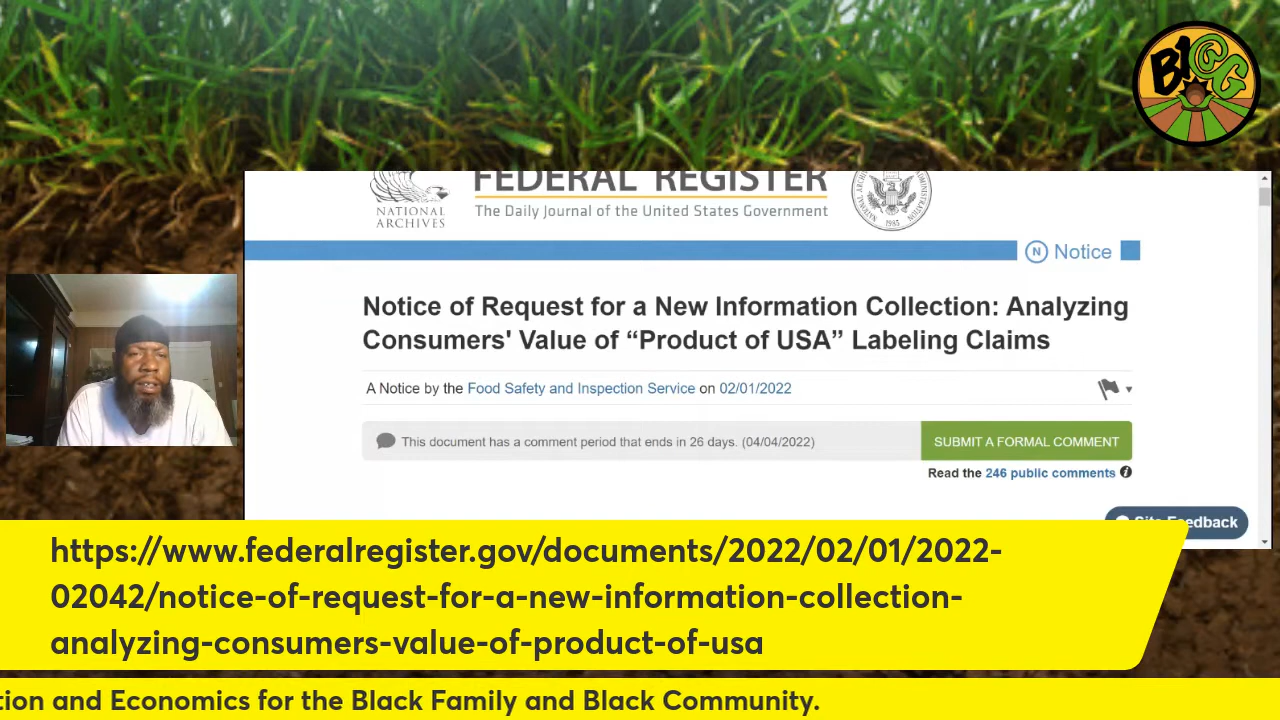 B1GG
FEDERAL REGISTER
NATIONAL
ARCHIVES
The Daily Journal of the United States Government
1985
N Notice
Notice of Request for a New Information Collection: Analyzing
Consumers' Value of “Product of USA” Labeling Claims
A Notice by the Food Safety and Inspection Service on 02/01/2022
This document has a comment period that ends in 26 days. (04/04/2022)
SUBMIT A FORMAL COMMENT
Read the 246 public comments i
Site Feedback
https://www.federalregister.gov/documents/2022/02/01/2022-
02042/notice-of-request-for-a-new-information-collection-
analyzing-consumers-value-of-product-of-usa
tion and Economics for the Black Family and Black Community.